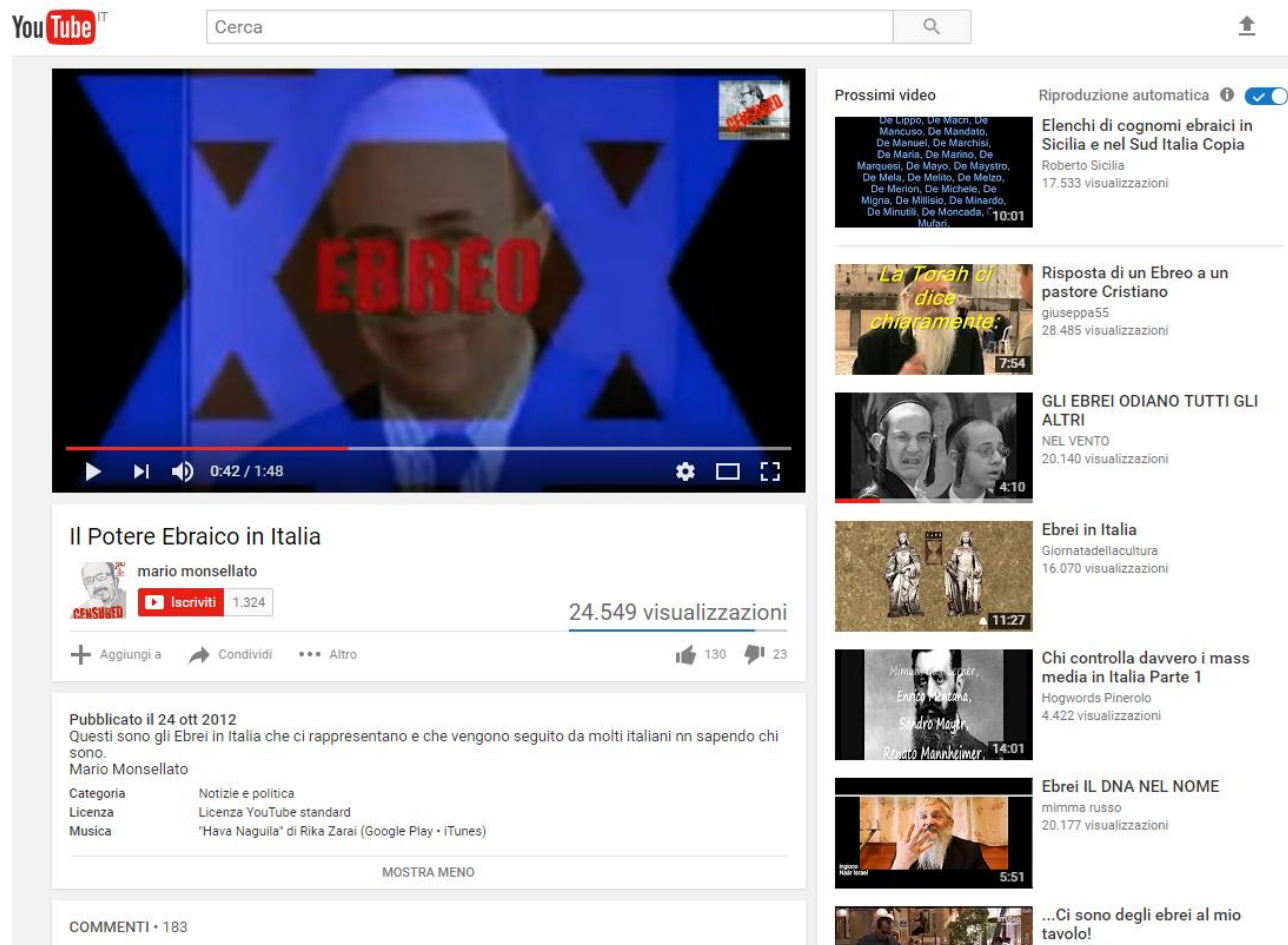 You Tube IT
Cerca
CENSURED
EBREO
0:42 / 1:48
Il Potere Ebraico in Italia
mario monsellato
CENSURED
Iscriviti 1.324
24.549 visualizzazioni
Aggiungi a Condividi Altro
130 23
Pubblicato il 24 ott 2012
Questi sono gli Ebrei in Italia che ci rappresentano e che vengono seguito da molti italiani nn sapendo chi
sono.
Mario Monsellato
Categoria Notizie e politica
Licenza Licenza YouTube standard
Musica "Hava Naguila" di Rika Zarai (Google Play • iTunes)
MOSTRA MENO
COMMENTI • 183
Prossimi video Riproduzione automatica
De Lippo, De Macri, De
Mancuso, De Mandato,
De Manuel, De Marchisi,
De Maria, De Marino, De
Marquesi, De Mayo, De Maystro,
De Mela, De Melito, De Melzo,
De Merion, De Michele, De
Migna, De Millisio, De Minardo,
De Minutili, De Moncada,
Mufari,
10:01
Elenchi di cognomi ebraici in
Sicilia e nel Sud Italia Copia
Roberto Sicilia
17.533 visualizzazioni
La Torah ci
dice
chiaramente:
7:54
Risposta di un Ebreo a un
pastore Cristiano
giuseppa55
28.485 visualizzazioni
4:10
GLI EBREI ODIANO TUTTI GLI
ALTRI
NEL VENTO
20.140 visualizzazioni
11:27
Ebrei in Italia
Giornatadellacultura
16.070 visualizzazioni
Enrico Mentana,
Sandro Mayer,
Renato Mannheimer,
14:01
Chi controlla davvero i mass
media in Italia Parte 1
Hogwords Pinerolo
4.422 visualizzazioni
5:51
Ebrei IL DNA NEL NOME
mimma russo
20.177 visualizzazioni
...Ci sono degli ebrei al mio
tavolo!